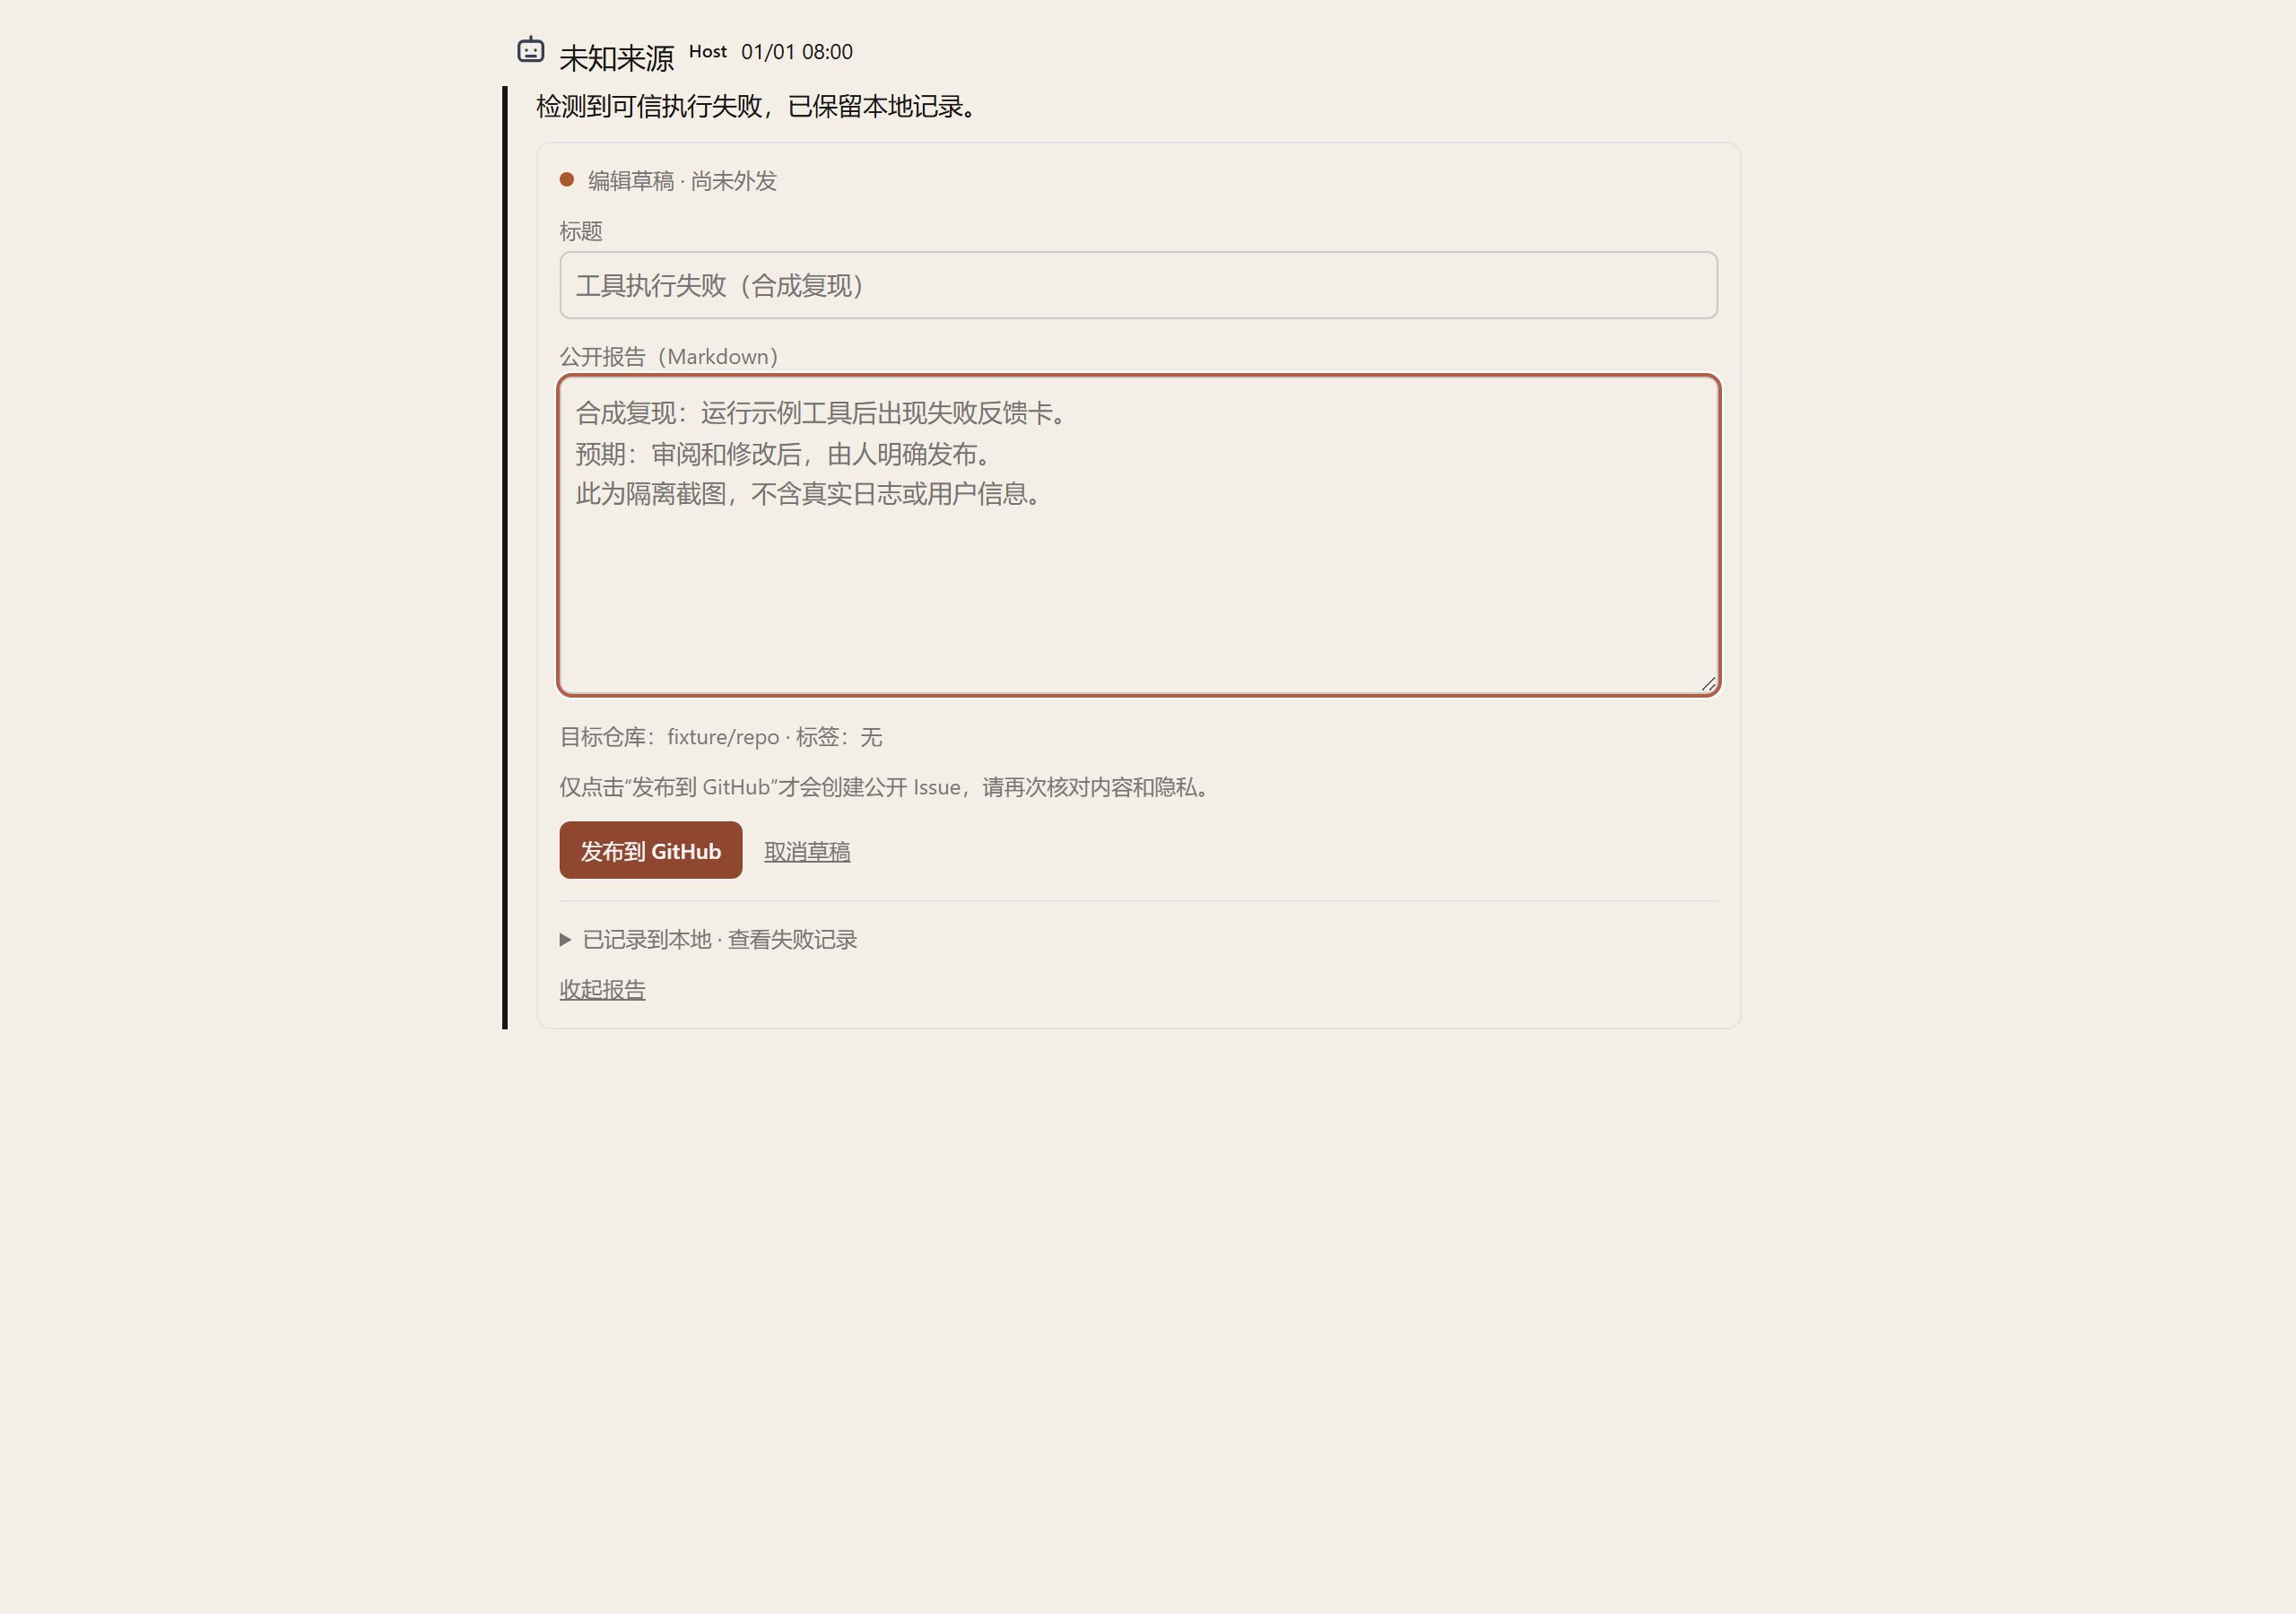 未知来源 Host 01/01 08:00
检测到可信执行失败，已保留本地记录。
编辑草稿 · 尚未外发
标题
工具执行失败（合成复现）
公开报告（Markdown）
合成复现：运行示例工具后出现失败反馈卡。
预期：审阅和修改后，由人明确发布。
此为隔离截图，不含真实日志或用户信息。
目标仓库：fixture/repo · 标签：无
仅点击“发布到 GitHub”才会创建公开 Issue，请再次核对内容和隐私。
发布到 GitHub 取消草稿
已记录到本地 · 查看失败记录
收起报告